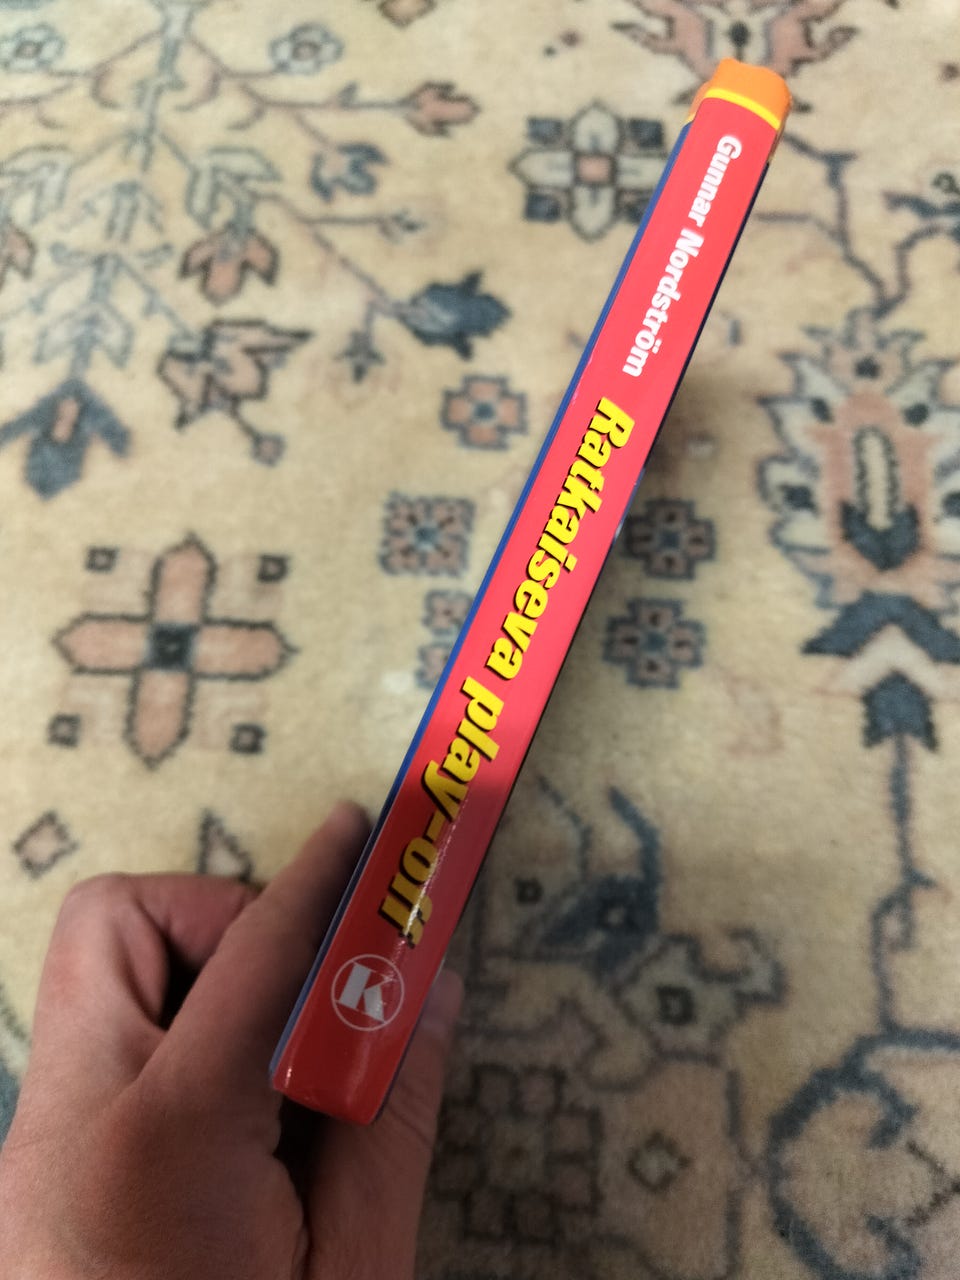 Gunnar Nordström
Ratkaiseva play-off
K